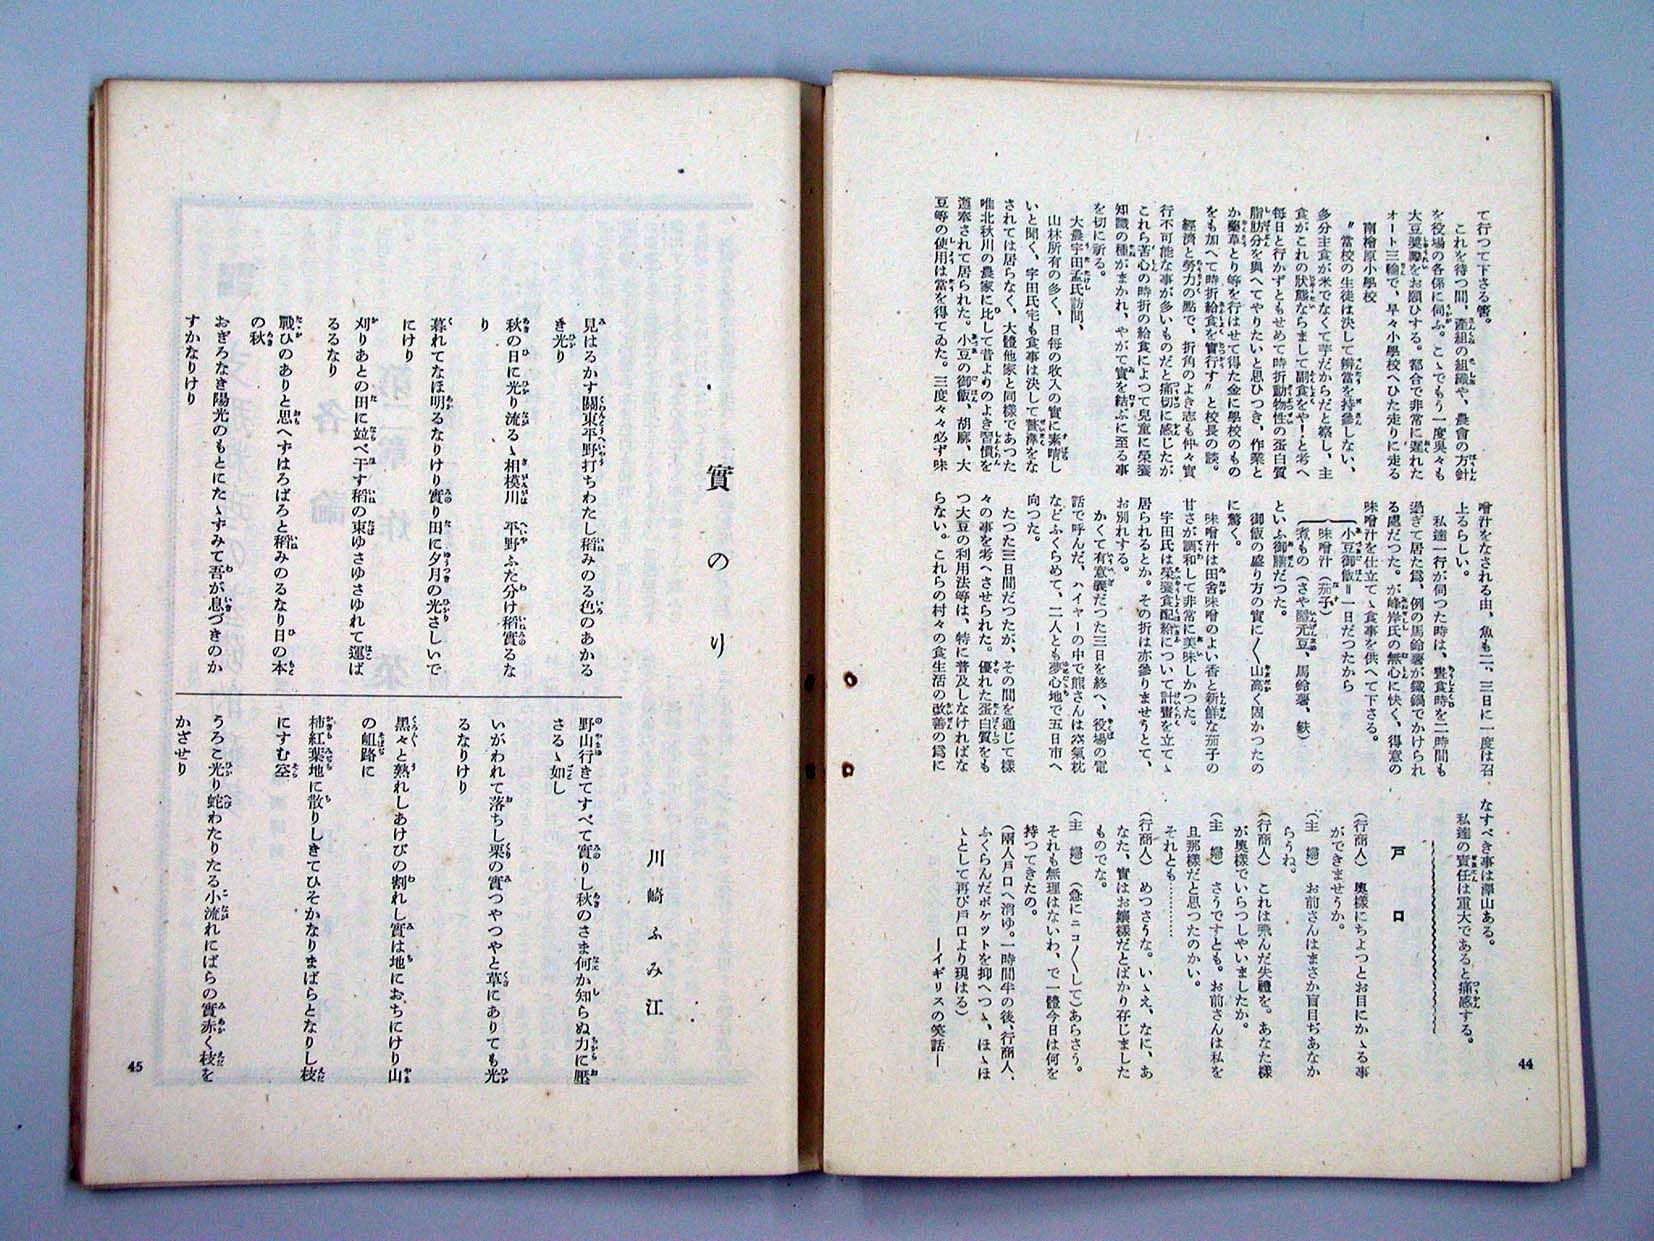 て行つて下さる筈。
これを待つ間、產組の組織や、農會の方針
を役場の各係に伺ふ。こゝでもう一度吳々も
大豆奬勵をお願ひする。都合で非常に遲れた
オート三輪で、早々小學校へひた走りに走る
南檜原小學校
〝當校の生徒は決して辨當を持參しない、
多分主食が米でなくて芋だからだと察し、主
食がこれの狀態ならまして副食をや！と考へ
每日と行かずともせめて時折動物性の蛋白質
脂肪分を與へてやりたいと思ひつき、作業と
か藥草とり等を行はせて得た金に學校のもの
をも加へて時折給食を實行す〟と校長の談。
經濟と勞力の點で、折角のよき志も仲々實
行不可能な事が多いものだと痛切に感じたが
これら苦心の時折の給食によつて兒童に榮養
知識の種がまかれ、やがて實を結ぶに至る事
を切に祈る。
大農宇田孟氏訪問、
山林所有の多く、日每の收入の實に素晴し
いと聞く、宇田氏宅も食事は決して贅澤をな
されては居らなく、大體他家と同樣であつた
唯北秋川の農家に比して昔よりのよき習慣を
遵奉されて居られた。小豆の御飯、胡麻、大
豆等の使用は當を得てゐた。三度々々必ず味
噌汁をなされる由、魚も二、三日に一度は召
上るらしい。
私達一行が伺つた時は、晝食時を二時間も
過ぎて居た爲、例の馬鈴薯が鐵鍋でかけられ
る處だつた。が峰岸氏の無心に快く、得意の
味噌汁を仕立てゝ食事を供へて下さる。
小豆御飯＝一日だつたから
味噌汁（茄子）
煮もの（さや隱元豆、馬鈴薯、麩）
といふ御膳だつた。
御飯の盛り方の實に〱山高く固かつたの
に驚く。
味噌汁は田舍味噌のよい香と新鮮な茄子の
甘さが調和して非常に美味しかつた。
宇田氏は榮養食配給について計畫を立てゝ
居られるとか。その折は亦參りませうとて、
お別れする。
かくて有意義だつた三日を終へ、役場の電
話で呼んだ、ハイヤーの中で熊さんは空氣枕
などふくらめて、二人とも夢心地で五日市へ
向つた。
たつた三日間だつたが、その間を通じて樣
々の事を考へさせられた。優れた蛋白質をも
つ大豆の利用法等は、特に普及しなければな
らない。これらの村々の食生活の改善の爲に
なすべき事は澤山ある。
私達の責任は重大であると痛感する。
戶口
（行商人）　奥樣にちよつとお目にかゝる事
ができませうか。
（主　婦）　お前さんはまさか盲目ぢあなか
らうね。
（行商人）　これは飛んだ失禮を。あなた樣
が奥樣でいらつしやいましたか。
（主　婦）　さうですとも。お前さんは私を
旦那樣だと思つたのかい。
それとも…………
（行商人）　めつさうな。いゝえ、なに、あ
なた、實はお孃樣だとばかり存じました
ものでな。
（主　婦）　（急にニコ〱して）あらさう。
それも無理はないわ、で一體今日は何を
持つてきたの。
（兩人戶口へ消ゆ。一時間半の後、行商人、
ふくらんだポケツトを抑へつゝ、ほゝほ
ゝとして再び戶口より現はる）
―イギリスの笑話―
44
實のり
川崎ふみ江
見はるかす關東平野打ちわたし稻みのる色のあかる
き光り
秋の日に光り流るゝ相模川　平野ふた分け稻實るな
り
暮れてなほ明るなりけり實り田に夕月の光さしいで
にけり
刈りあとの田に竝べ干す稻の束ゆさゆさゆれて運ば
るるなり
戰ひのありと思へずはろばろと稻みのるなり日の本
の秋
おぎろなき陽光のもとにたゝずみて吾が息づきのか
すかなりけり
野山行きてすべて實りし秋のさま何か知らぬ力に壓
さるゝ如し
いがわれて落ちし栗の實つやつやと草にありても光
るなりけり
黑々と熟れしあけびの割れし實は地におちにけり山
の岨路に
柿紅葉地に散りしきてひそかなりまばらとなりし枝
にすむ空
うろこ光り蛇わたりたる小流れにばらの實赤く枝を
かざせり
45